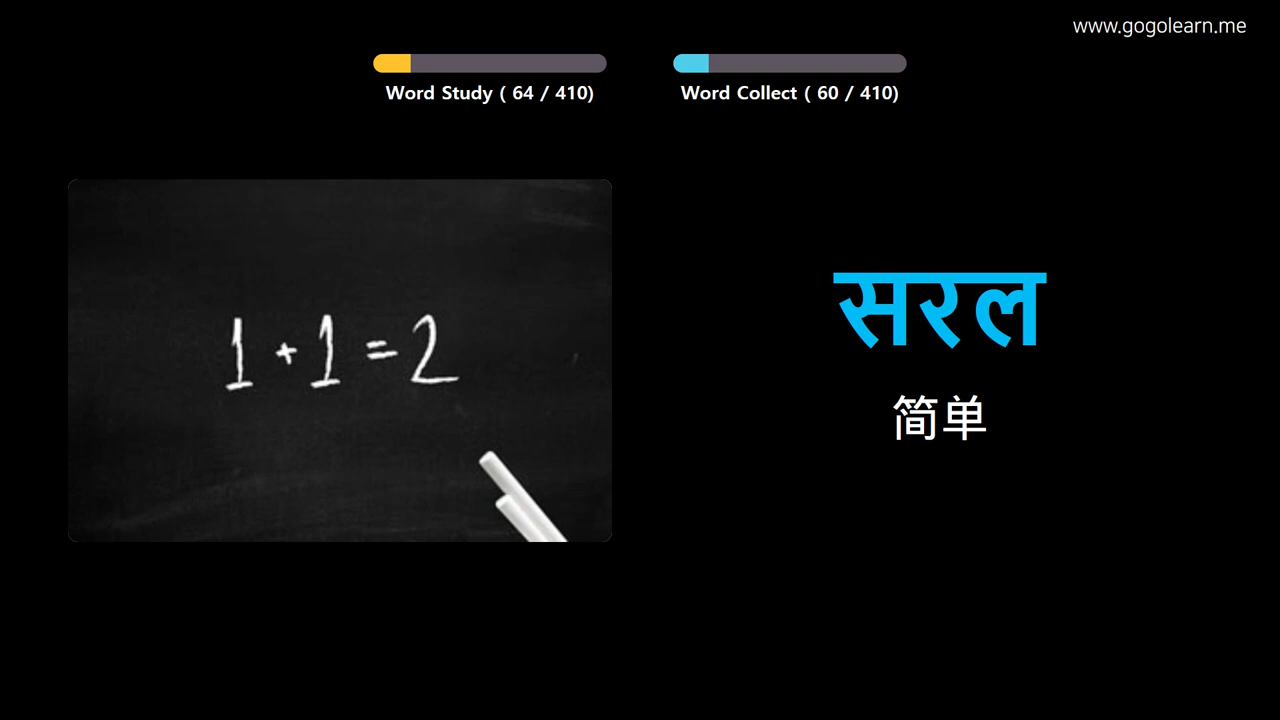 www.gogolearn.me
Word Study ( 64 / 410)
Word Collect ( 60 / 410)
1 + 1 = 2
सरल
简单